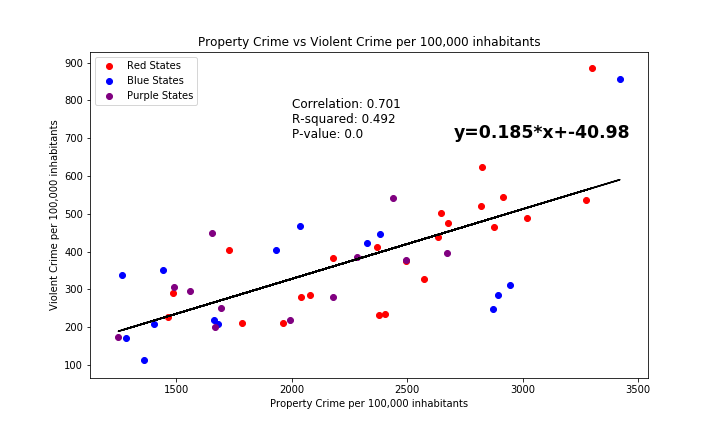 Property Crime vs Violent Crime per 100,000 inhabitants
Red States
Blue States
Purple States
Correlation: 0.701
R-squared: 0.492
P-value: 0.0
y=0.185*x+-40.98
Violent Crime per 100,000 inhabitants
900
800
700
600
500
400
300
200
100
1500
2000
2500
3000
3500
Property Crime per 100,000 inhabitants